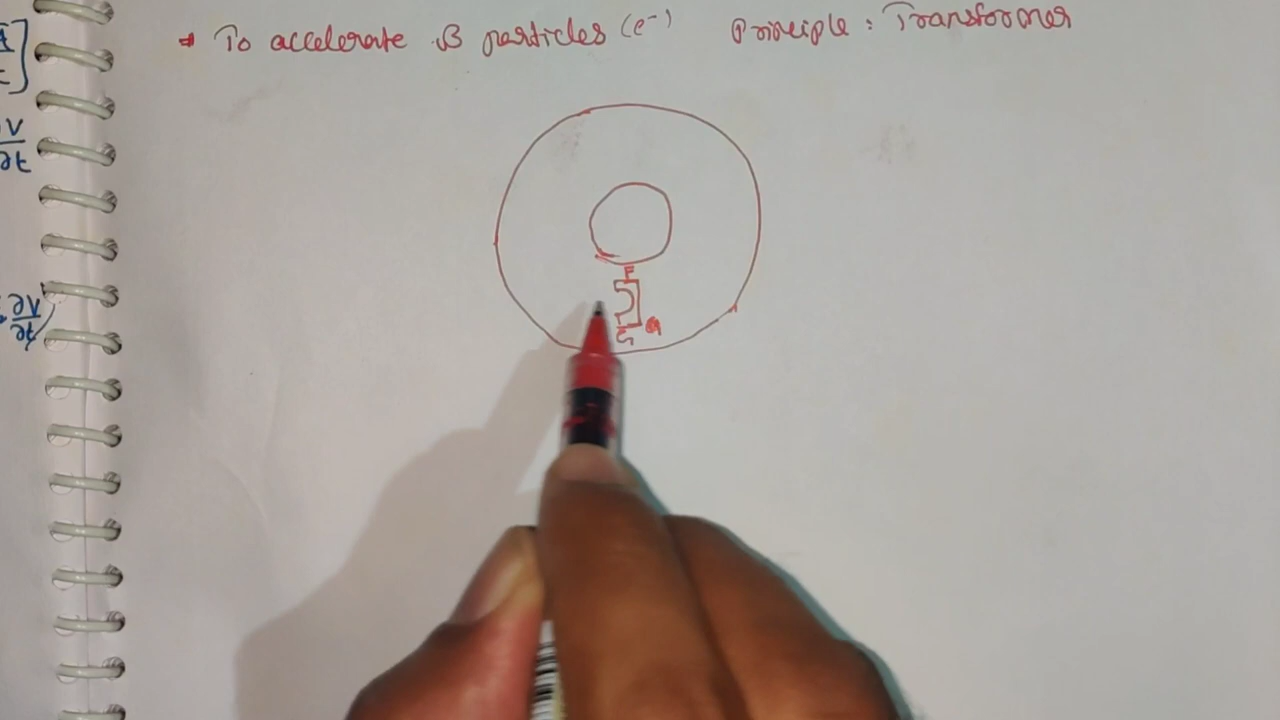 To accelerate β particles (e⁻) Principle : Transformer
F
G
∂V
∂t
∂V
∂t